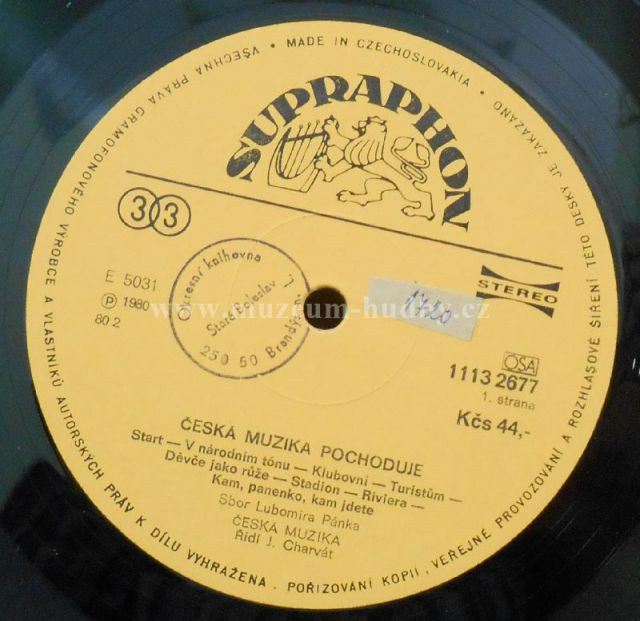 VŠECHNA PRÁVA GRAMOFONOVÉHO VÝROBCE A VLASTNÍKŮ AUTORSKÝCH PRÁV K DÍLU VYHRAŽENA . POŘIZOVÁNÍ KOPIÍ, VEŘEJNÉ PROVOZOVÁNÍ A ROZHLASOVÉ ŠÍŘENÍ TÉTO DESKY JE ZAKÁZÁNO
• MADE IN CZECHOSLOVAKIA •
SUPRAPHON
33
E 5031
Ⓟ 1980
80 2
Okresní knihovna
Stará Boleslav
250 50 Brandýs
1720
STEREO
www.muzeum-hudby.cz
OSA
1113 2677
1. strana
Kčs 44,-
ČESKÁ MUZIKA POCHODUJE
Start — V národním tónu — Klubovní — Turistům —
Děvče jako růže — Stadion — Riviera —
Kam, panenko, kam jdete
Sbor Lubomíra Pánka
ČESKÁ MUZIKA
Řídí J. Charvát